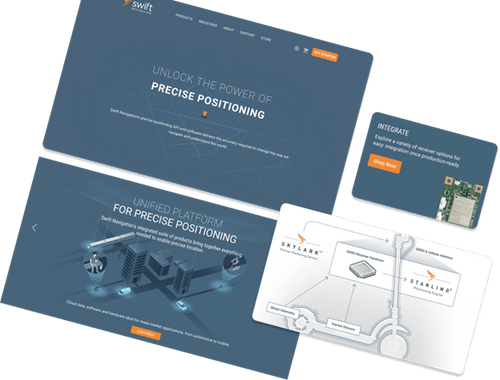 swift
NAVIGATION
PRODUCTS INDUSTRIES ABOUT SUPPORT STORE
GET STARTED
UNLOCK THE POWER OF
PRECISE POSITIONING
Swift Navigation's precise positioning API and software delivers the accuracy required to change the way we
navigate and understand the world.
INTEGRATE
Explore a variety of receiver options for
easy integration once production-ready.
Shop Now
UNIFIED PLATFORM
FOR PRECISE POSITIONING
Swift Navigation's integrated suite of products bring together everything
needed to enable precise location.
Cloud data, software and hardware ideal for mass-market applications, from automotive to mobile.
Learn More
SKYLARK
Precise Positioning Service
GNSS & Cellular Antenna
GNSS Receiver Hardware
STARLING
Positioning Engine
Wheel Odometry
Inertial Sensors